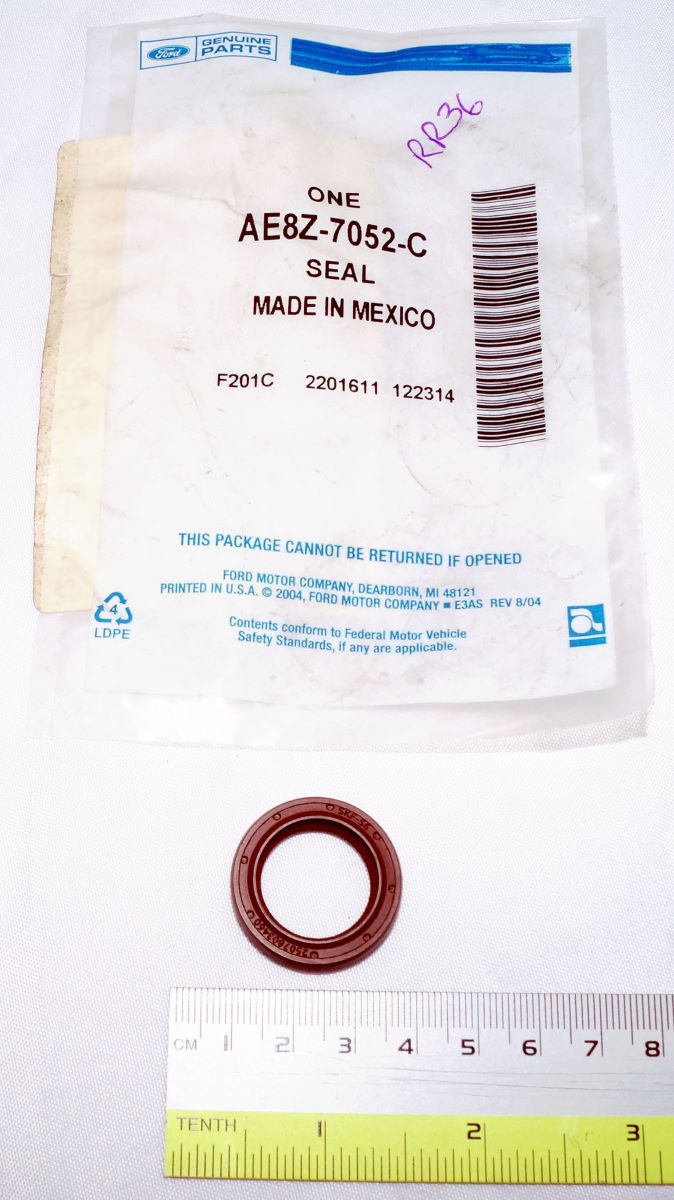 Ford GENUINE PARTS
RR36
ONE
AE8Z-7052-C
SEAL
MADE IN MEXICO
F201C 2201611 122314
THIS PACKAGE CANNOT BE RETURNED IF OPENED
FORD MOTOR COMPANY, DEARBORN, MI 48121
PRINTED IN U.S.A. © 2004, FORD MOTOR COMPANY ■ E3AS REV 8/04
Contents conform to Federal Motor Vehicle
Safety Standards, if any are applicable.
4
LDPE
SKF-36
CM 1 2 3 4 5 6 7 8
TENTH 1 2 3